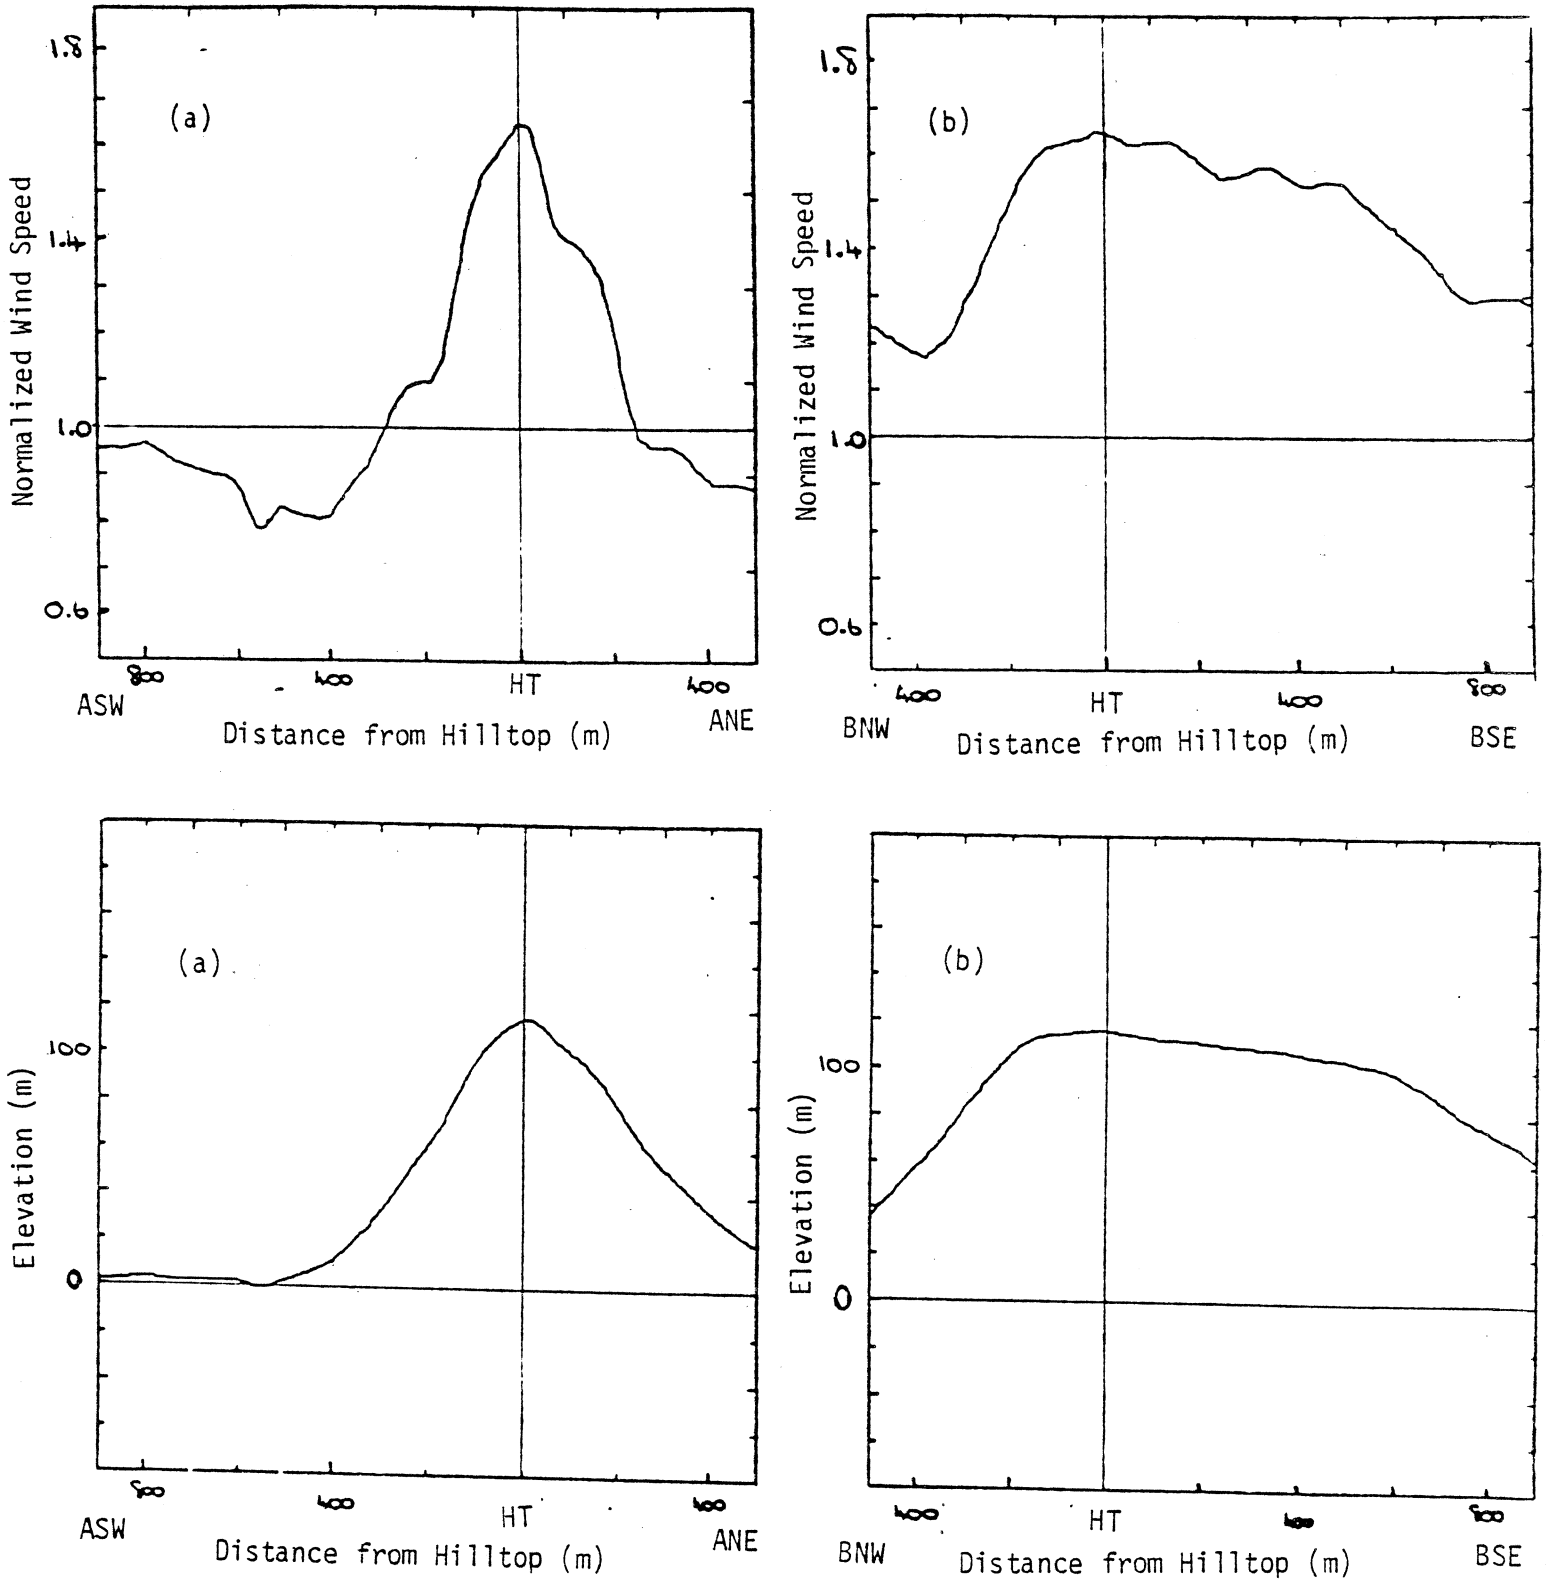 (a)
Normalized Wind Speed
1.8
1.4
1.0
0.6
800 400 HT 400
ASW ANE
Distance from Hilltop (m)
(b)
Normalized Wind Speed
1.8
1.4
1.0
0.6
400 HT 400 800
BNW BSE
Distance from Hilltop (m)
(a)
Elevation (m)
100
0
800 400 HT 400
ASW ANE
Distance from Hilltop (m)
(b)
Elevation (m)
100
0
400 HT 400 800
BNW BSE
Distance from Hilltop (m)